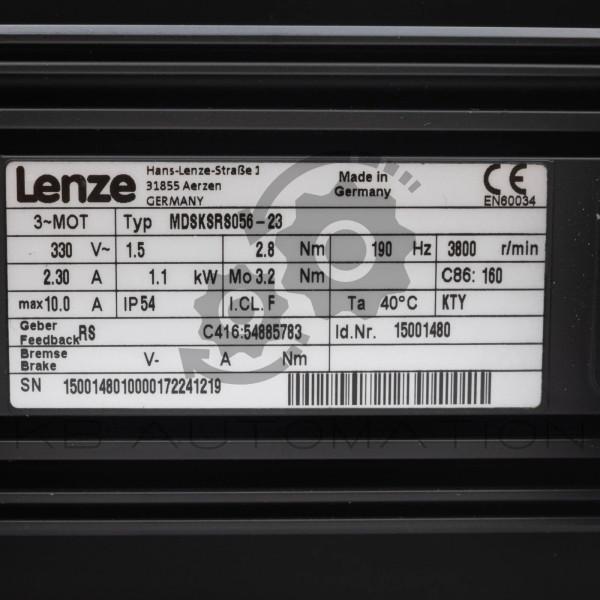 Lenze
Hans-Lenze-Straße 1
31855 Aerzen
GERMANY
Made in
Germany
CE
EN60034
3~MOT Typ MDSKSRS056-23
330 V~ 1.5 2.8 Nm 190 Hz 3800 r/min
2.30 A 1.1 kW Mo 3.2 Nm C86: 160
max 10.0 A IP54 I.CL. F Ta 40°C KTY
Geber
Feedback RS C416:54885783 Id.Nr. 15001480
Bremse
Brake V- A Nm
SN 1500148010000172241219
KB AUTOMATION